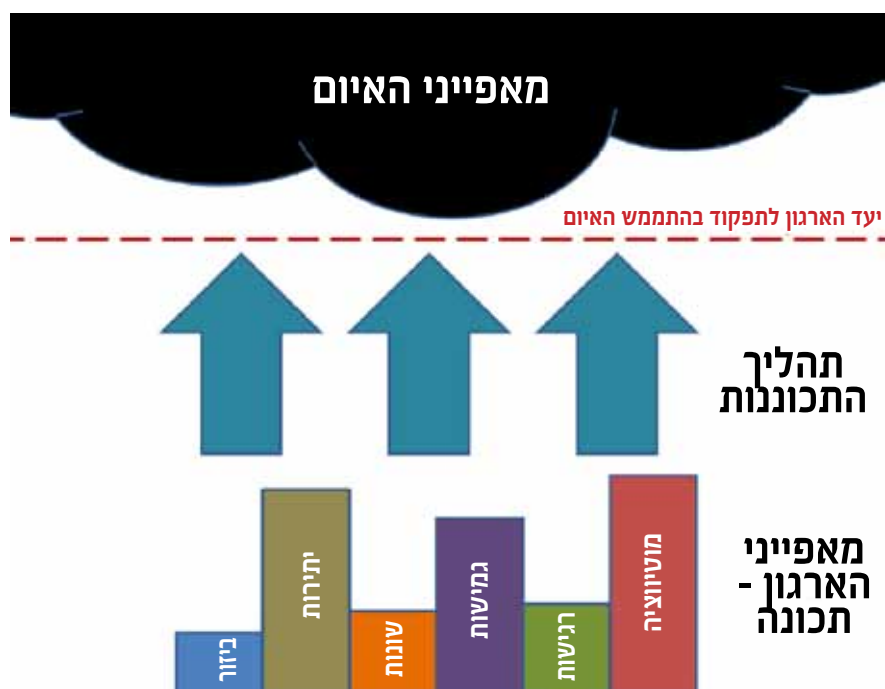 מאפייני האיום
יעד הארגון לתפקוד בהתממש האיום
תהליך
התכוננות
מאפייני
הארגון -
תכונה
מוטיווציה
רגישות
גמישות
שונות
יתירות
ביזור